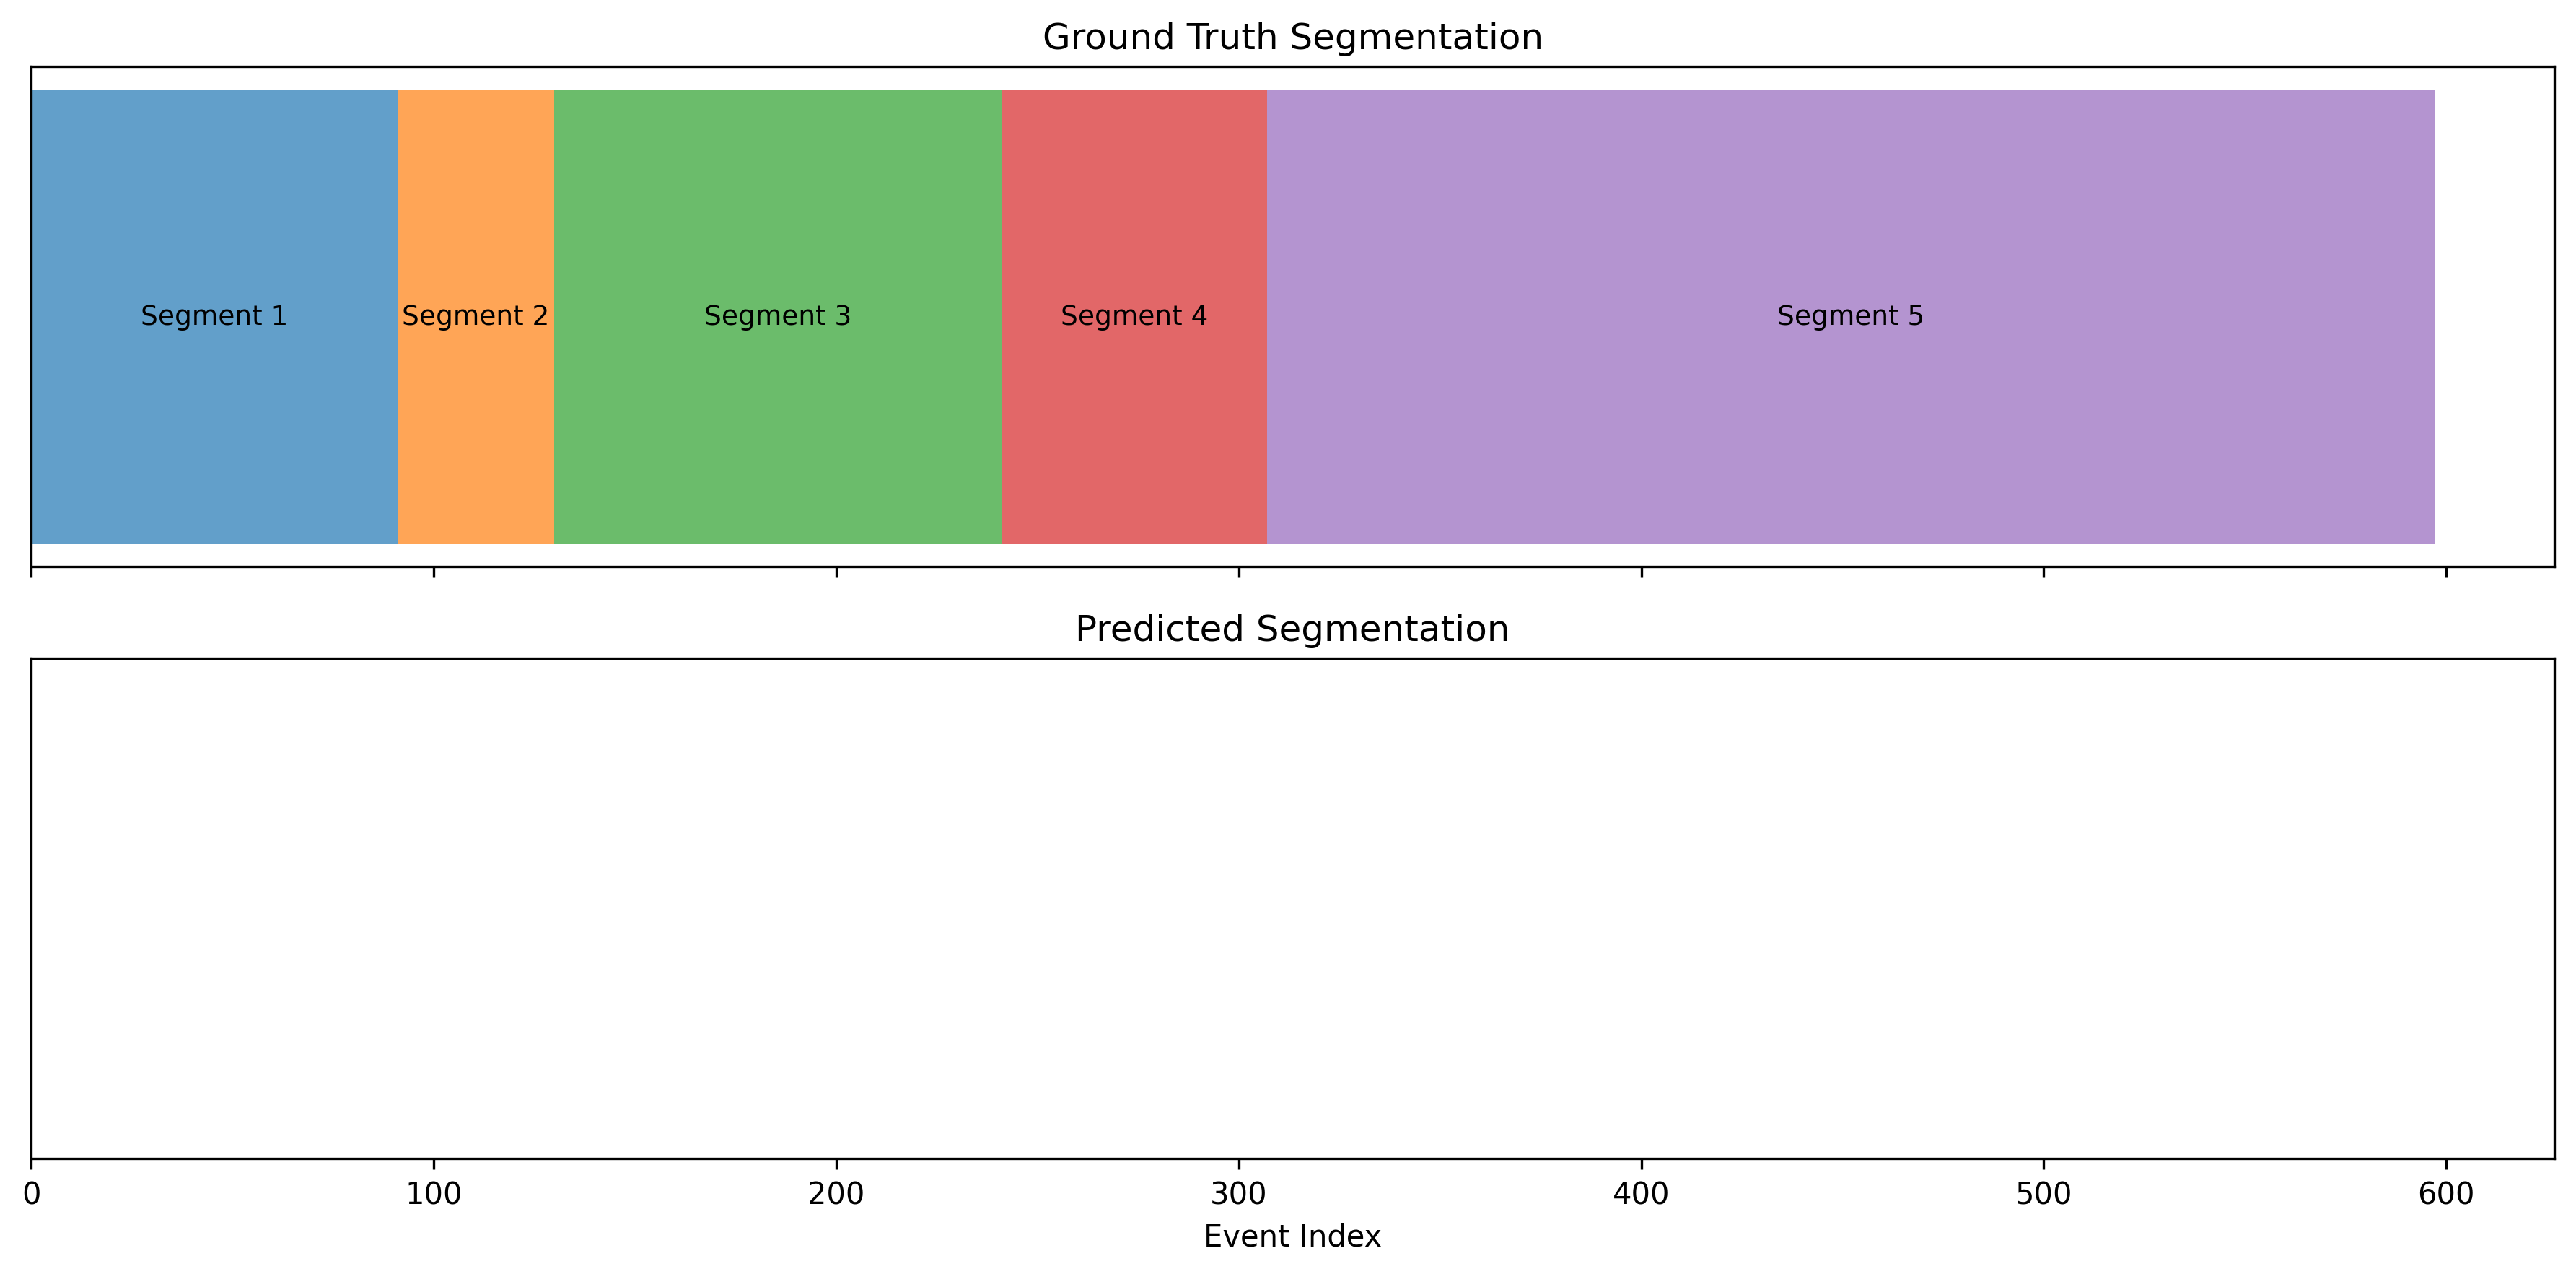 Ground Truth Segmentation
Segment 1 Segment 2 Segment 3 Segment 4 Segment 5
Predicted Segmentation
0 100 200 300 400 500 600
Event Index